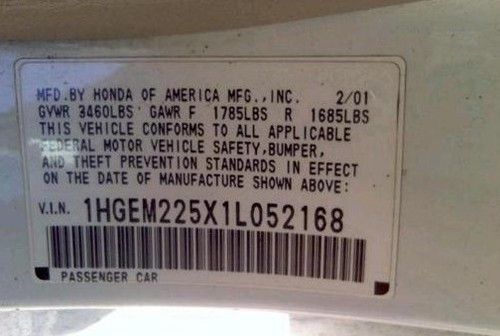 MFD.BY HONDA OF AMERICA MFG.,INC. 2/01
GVWR 3460LBS GAWR F 1785LBS R 1685LBS
THIS VEHICLE CONFORMS TO ALL APPLICABLE
FEDERAL MOTOR VEHICLE SAFETY,BUMPER,
AND THEFT PREVENTION STANDARDS IN EFFECT
ON THE DATE OF MANUFACTURE SHOWN ABOVE:
V.I.N. 1HGEM225X1L052168
PASSENGER CAR